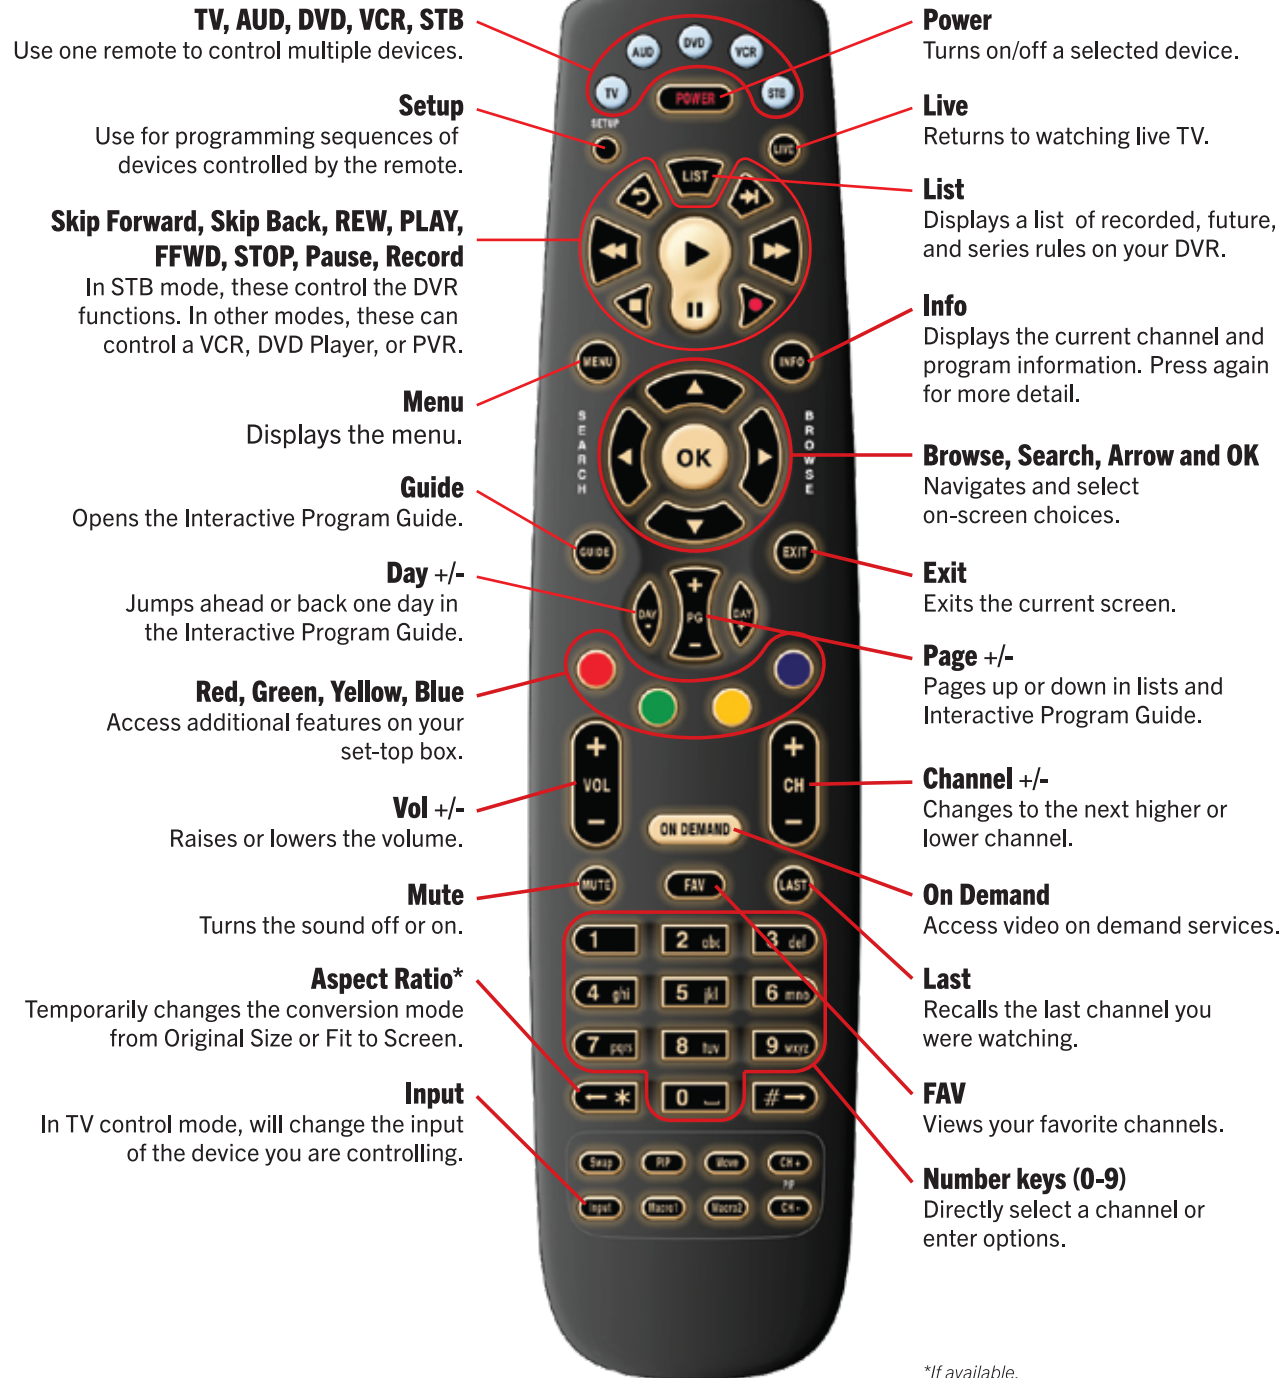 TV, AUD, DVD, VCR, STB
Use one remote to control multiple devices.
Setup
Use for programming sequences of
devices controlled by the remote.
Skip Forward, Skip Back, REW, PLAY,
FFWD, STOP, Pause, Record
In STB mode, these control the DVR
functions. In other modes, these can
control a VCR, DVD Player, or PVR.
Menu
Displays the menu.
Guide
Opens the Interactive Program Guide.
Day +/-
Jumps ahead or back one day in
the Interactive Program Guide.
Red, Green, Yellow, Blue
Access additional features on your
set-top box.
Vol +/-
Raises or lowers the volume.
Mute
Turns the sound off or on.
Aspect Ratio*
Temporarily changes the conversion mode
from Original Size or Fit to Screen.
Input
In TV control mode, will change the input
of the device you are controlling.
AUD DVD VCR
TV POWER STB
SETUP
LIVE
LIST
MENU INFO
SEARCH
BROWSE
OK
GUIDE EXIT
DAY - + PG - DAY +
+ VOL -
+ CH -
ON DEMAND
MUTE FAV LAST
1 2 abc 3 def
4 ghi 5 jkl 6 mno
7 pqrs 8 tuv 9 wxyz
← * 0 # →
Swap PIP Move CH +
PIP
Input Macro1 Macro2 CH -
Power
Turns on/off a selected device.
Live
Returns to watching live TV.
List
Displays a list of recorded, future,
and series rules on your DVR.
Info
Displays the current channel and
program information. Press again
for more detail.
Browse, Search, Arrow and OK
Navigates and select
on-screen choices.
Exit
Exits the current screen.
Page +/-
Pages up or down in lists and
Interactive Program Guide.
Channel +/-
Changes to the next higher or
lower channel.
On Demand
Access video on demand services.
Last
Recalls the last channel you
were watching.
FAV
Views your favorite channels.
Number keys (0-9)
Directly select a channel or
enter options.
*If available.